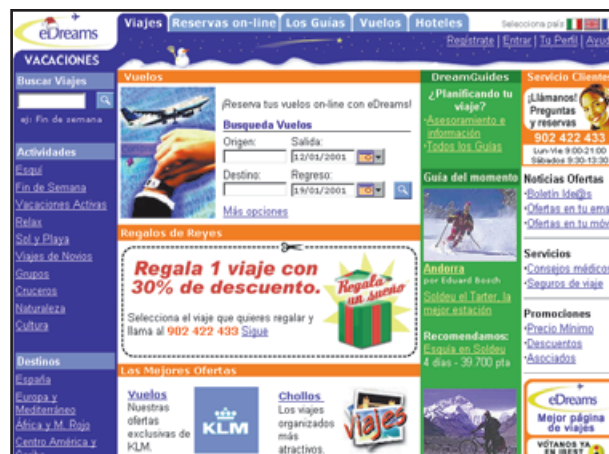 eDreams
Viajes
Reservas on-line
Los Guías
Vuelos
Hoteles
Selecciona país
Regístrate | Entrar | Tu Perfil |
VACACIONES
Buscar Viajes
ej: Fin de semana
Actividades
Esquí
Fin de Semana
Vacaciones Activas
Relax
Sol y Playa
Viajes de Novios
Grupos
Cruceros
Naturaleza
Cultura
Destinos
España
Europa y
Mediterráneo
África y M. Rojo
Centro América y
Vuelos
¡Reserva tus vuelos on-line con eDreams!
Busqueda Vuelos
Origen:
Salida:
12/01/2001
Destino:
Regreso:
19/01/2001
Más opciones
Regalos de Reyes
Regala 1 viaje con
30% de descuento.
Regala
un sueño
Selecciona el viaje que quieres regalar y
llama al 902 422 433 Sigue
Las Mejores Ofertas
Vuelos
Nuestras
ofertas
exclusivas de
KLM.
KLM
Chollos
Los viajes
organizados
más
atractivos.
Viajes
DreamGuides
¿Planificando tu
viaje?
·Asesoramiento e
información
·Todos los Guías
Guía del momento
Andorra
por Eduard Bosch
Soldeu el Tarter, la
mejor estación
Recomendamos:
Esquía en Soldeu
4 días - 39.700 pta
Servicio
¡Llámanos!
Preguntas
y reservas
902 422 433
Lun-Vie 9:00-21:00
Sábados 9:30-13:30
Noticias Ofertas
·Boletín Ide@s
·Ofertas en tu
·Ofertas en tu
Servicios
·Consejos médicos
·Seguros de viaje
Promociones
·Precio Mínimo
·Descuentos
·Asociados
eDreams
Mejor página
de viajes
VÓTANOS YA
EN IBEST